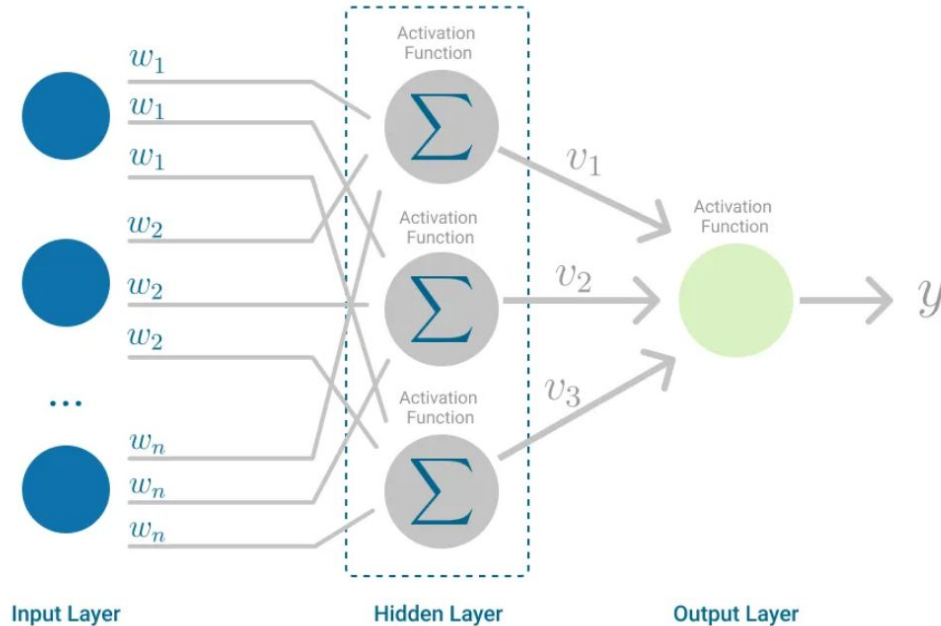 Activation
Function
w₁
w₁
w₁
Σ
v₁
Activation
Function
w₂
Activation
Function
w₂
Σ
v₂
y
w₂
...
Activation
Function
v₃
wₙ
wₙ
Σ
wₙ
Input Layer
Hidden Layer
Output Layer